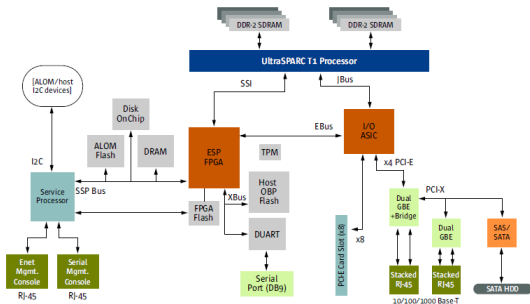 DDR-2 SDRAM
DDR-2 SDRAM
UltraSPARC T1 Processor
SSI
JBus
[ALOM/host
I2C devices]
Disk
OnChip
ALOM
Flash
DRAM
ESP
FPGA
EBus
I/O
ASIC
TPM
I2C
x4 PCI-E
Service
Processor
SSP Bus
XBus
Host
OBP
Flash
FPGA
Flash
PCI-X
Dual
GBE
+Bridge
Dual
GBE
SAS/
SATA
DUART
PCI-E Card Slot (x8)
x8
Enet
Mgmt.
Console
Serial
Mgmt.
Console
Serial
Port (DB9)
Stacked
RJ-45
Stacked
RJ-45
SATA HDD
RJ-45
RJ-45
10/100/1000 Base-T